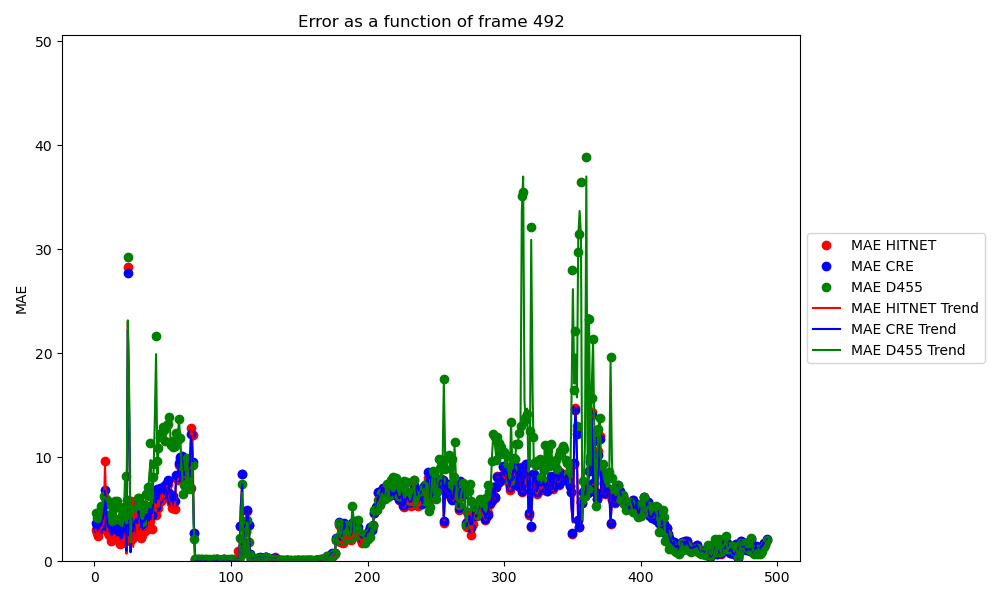 Error as a function of frame 492
50
40
30
20
10
0
MAE
0
100
200
300
400
500
MAE HITNET
MAE CRE
MAE D455
MAE HITNET Trend
MAE CRE Trend
MAE D455 Trend